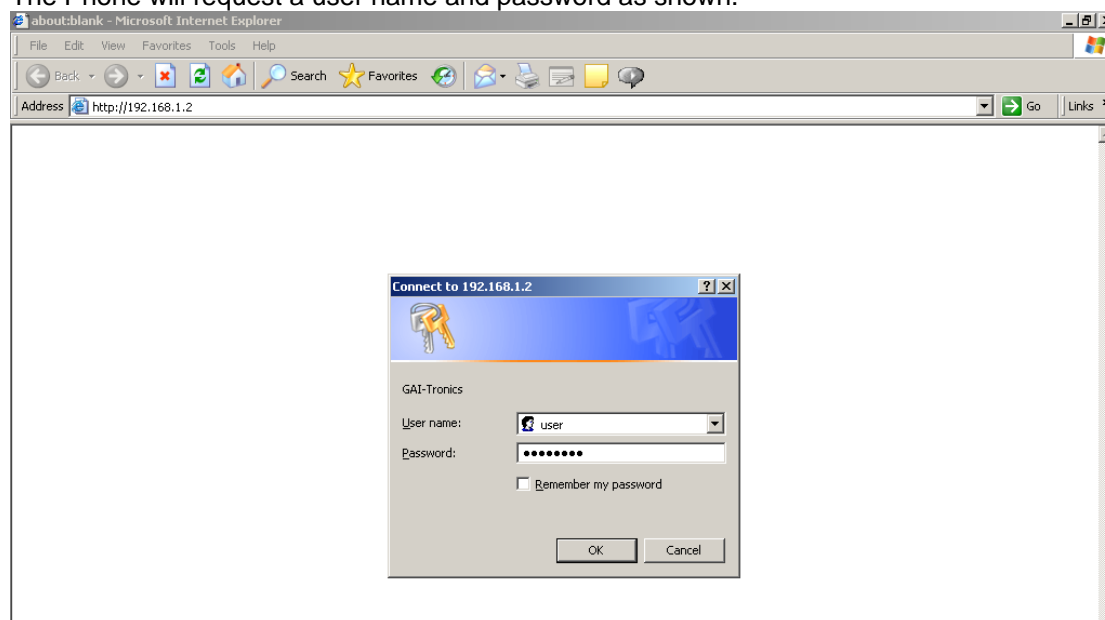 The Phone will request a user name and password as shown.
about:blank - Microsoft Internet Explorer
File Edit View Favorites Tools Help
Back Search Favorites
Address http://192.168.1.2 Go Links
Connect to 192.168.1.2
GAI-Tronics
User name: user
Password: ••••••••
Remember my password
OK Cancel